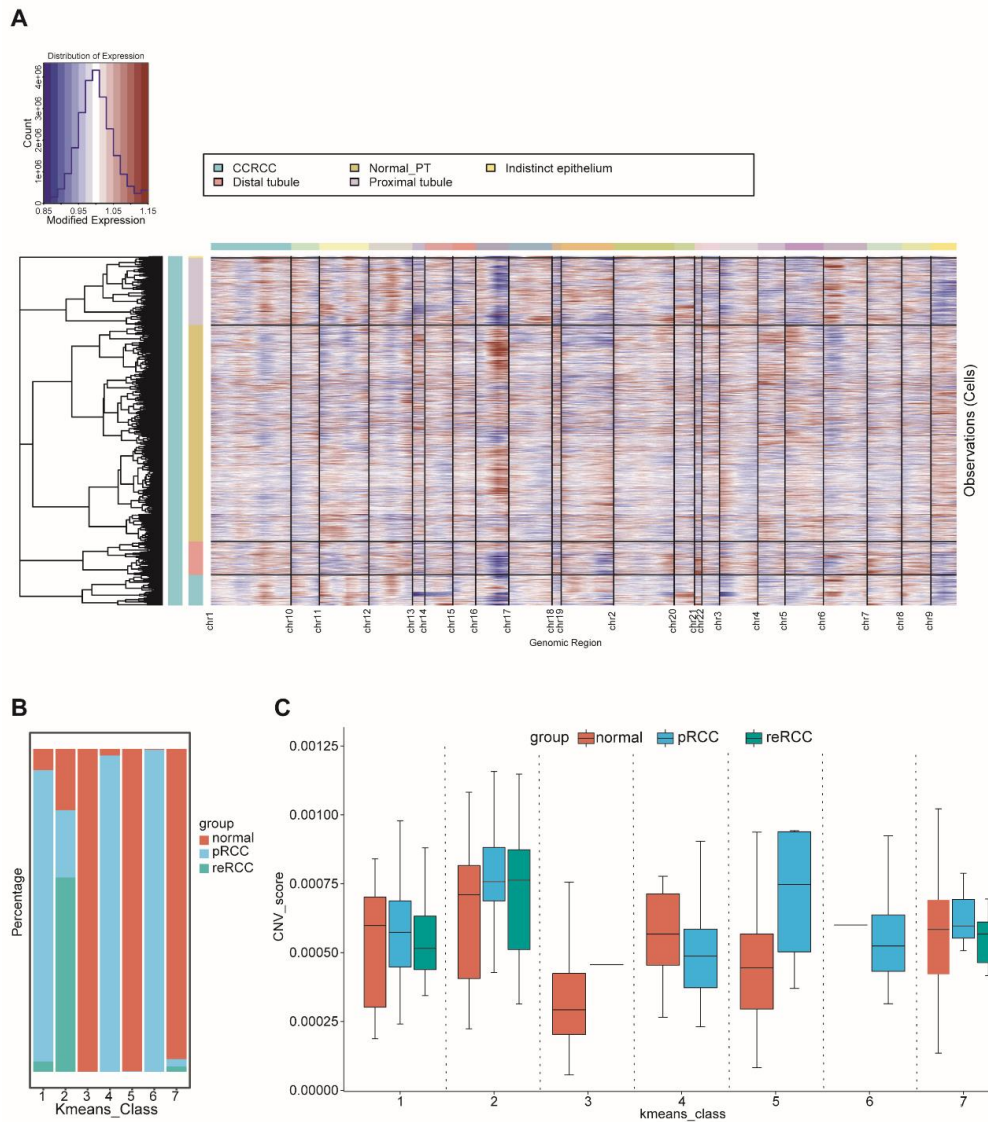 A
Distribution of Expression
Count
0 1e+06 2e+06 3e+06 4e+06
0.85 0.95 1.05 1.15
Modified Expression
CCRCC Normal_PT Indistinct epithelium
Distal tubule Proximal tubule
Observations (Cells)
chr1 chr10 chr11 chr12 chr13 chr14 chr15 chr16 chr17 chr18 chr19 chr2 chr20 chr21 chr22 chr3 chr4 chr5 chr6 chr7 chr8 chr9
Genomic Region
B
Percentage
group
normal
pRCC
reRCC
1 2 3 4 5 6 7
Kmeans_Class
C
group normal pRCC reRCC
CNV_score
0.00125
0.00100
0.00075
0.00050
0.00025
0.00000
1 2 3 4 5 6 7
kmeans_class